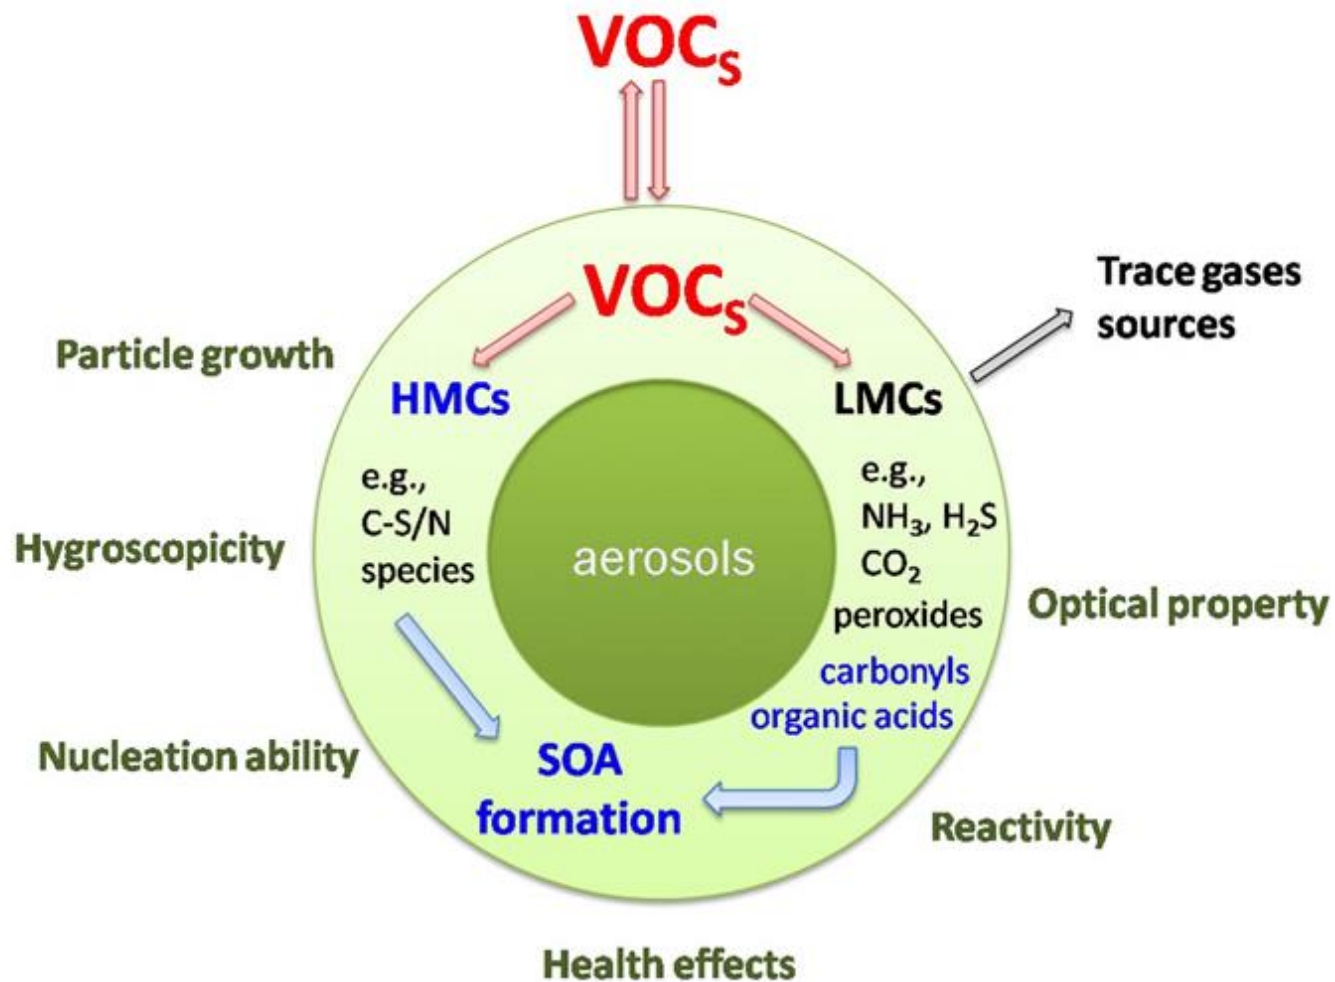 VOCs
VOCs
Trace gases
sources
Particle growth
HMCs
LMCs
e.g.,
C-S/N
species
e.g.,
NH₃, H₂S
CO₂
peroxides
carbonyls
organic acids
Hygroscopicity
aerosols
Optical property
Nucleation ability
SOA
formation
Reactivity
Health effects